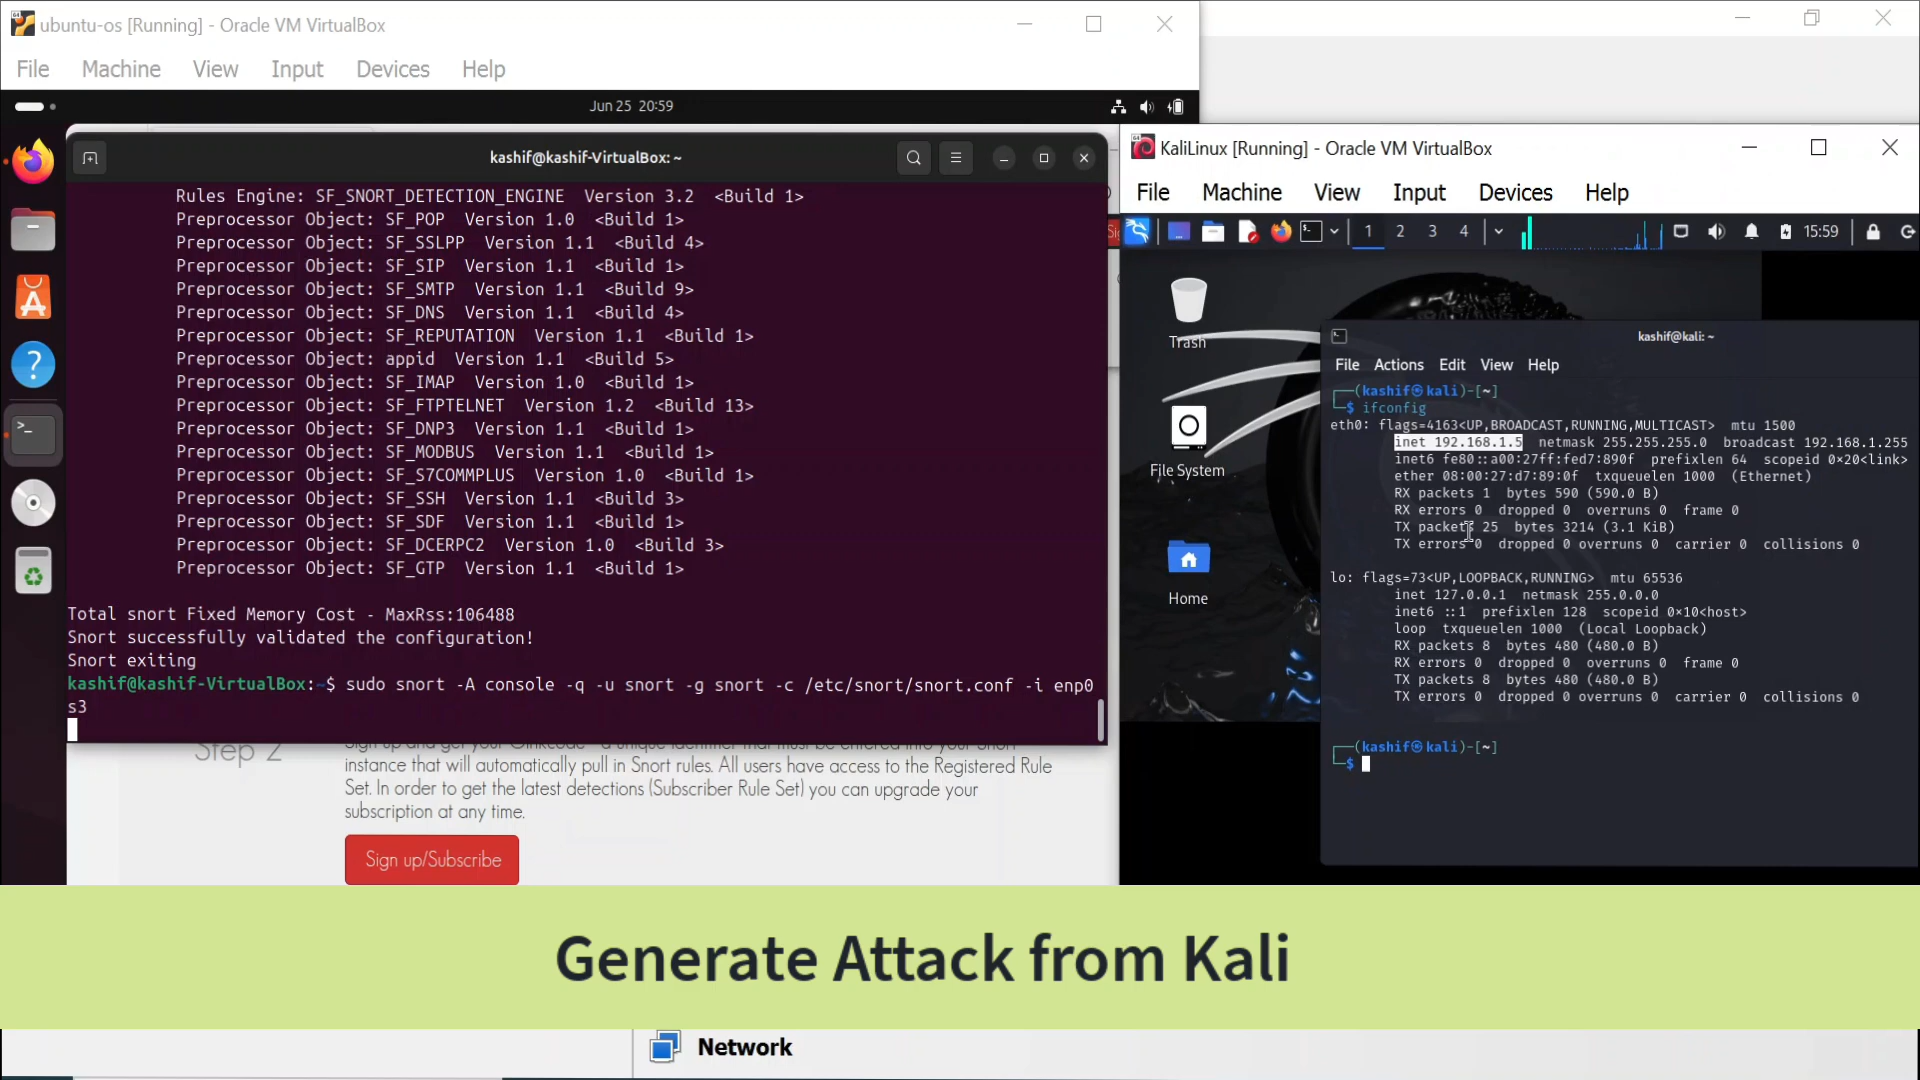 ubuntu-os [Running] - Oracle VM VirtualBox
File Machine View Input Devices Help
Jun 25 20:59
kashif@kashif-VirtualBox: ~
Rules Engine: SF_SNORT_DETECTION_ENGINE Version 3.2 <Build 1>
Preprocessor Object: SF_POP Version 1.0 <Build 1>
Preprocessor Object: SF_SSLPP Version 1.1 <Build 4>
Preprocessor Object: SF_SIP Version 1.1 <Build 1>
Preprocessor Object: SF_SMTP Version 1.1 <Build 9>
Preprocessor Object: SF_DNS Version 1.1 <Build 4>
Preprocessor Object: SF_REPUTATION Version 1.1 <Build 1>
Preprocessor Object: appid Version 1.1 <Build 5>
Preprocessor Object: SF_IMAP Version 1.0 <Build 1>
Preprocessor Object: SF_FTPTELNET Version 1.2 <Build 13>
Preprocessor Object: SF_DNP3 Version 1.1 <Build 1>
Preprocessor Object: SF_MODBUS Version 1.1 <Build 1>
Preprocessor Object: SF_S7COMMPLUS Version 1.0 <Build 1>
Preprocessor Object: SF_SSH Version 1.1 <Build 3>
Preprocessor Object: SF_SDF Version 1.1 <Build 1>
Preprocessor Object: SF_DCERPC2 Version 1.0 <Build 3>
Preprocessor Object: SF_GTP Version 1.1 <Build 1>
Total snort Fixed Memory Cost - MaxRss:106488
Snort successfully validated the configuration!
Snort exiting
kashif@kashif-VirtualBox:~$ sudo snort -A console -q -u snort -g snort -c /etc/snort/snort.conf -i enp0
s3
Step 2
instance that will automatically pull in Snort rules. All users have access to the Registered Rule
Set. In order to get the latest detections (Subscriber Rule Set) you can upgrade your
subscription at any time.
Sign up/Subscribe
KaliLinux [Running] - Oracle VM VirtualBox
File Machine View Input Devices Help
1 2 3 4 15:59
Trash
File System
Home
kashif@kali: ~
File Actions Edit View Help
(kashif㉿kali)-[~]
$ ifconfig
eth0: flags=4163<UP,BROADCAST,RUNNING,MULTICAST> mtu 1500
inet 192.168.1.5 netmask 255.255.255.0 broadcast 192.168.1.255
inet6 fe80::a00:27ff:fed7:890f prefixlen 64 scopeid 0×20<link>
ether 08:00:27:d7:89:0f txqueuelen 1000 (Ethernet)
RX packets 1 bytes 590 (590.0 B)
RX errors 0 dropped 0 overruns 0 frame 0
TX packets 25 bytes 3214 (3.1 KiB)
TX errors 0 dropped 0 overruns 0 carrier 0 collisions 0
lo: flags=73<UP,LOOPBACK,RUNNING> mtu 65536
inet 127.0.0.1 netmask 255.0.0.0
inet6 ::1 prefixlen 128 scopeid 0×10<host>
loop txqueuelen 1000 (Local Loopback)
RX packets 8 bytes 480 (480.0 B)
RX errors 0 dropped 0 overruns 0 frame 0
TX packets 8 bytes 480 (480.0 B)
TX errors 0 dropped 0 overruns 0 carrier 0 collisions 0
(kashif㉿kali)-[~]
$
Generate Attack from Kali
Network